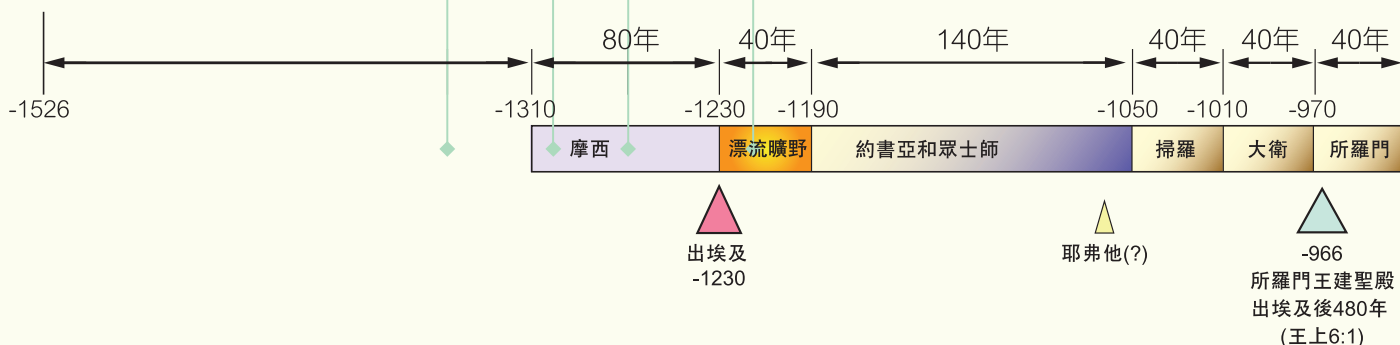 80年 40年 140年 40年 40年 40年
-1526 -1310 -1230 -1190 -1050 -1010 -970
摩西 漂流曠野 約書亞和眾士師 掃羅 大衛 所羅門
出埃及
-1230
耶弗他(?)
-966
所羅門王建聖殿
出埃及後480年
(王上6:1)